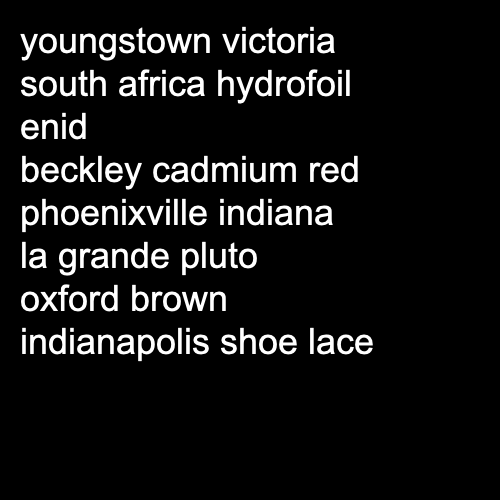 youngstown victoria
south africa hydrofoil
enid
beckley cadmium red
phoenixville indiana
la grande pluto
oxford brown
indianapolis shoe lace